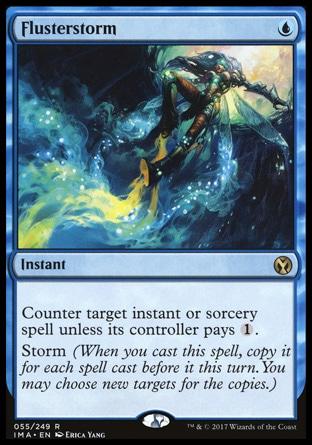 Flusterstorm
Instant
Counter target instant or sorcery
spell unless its controller pays 1.
Storm (When you cast this spell, copy it
for each spell cast before it this turn. You
may choose new targets for the copies.)
055/249 R
IMA • EN Erica Yang
™ & © 2017 Wizards of the Coast